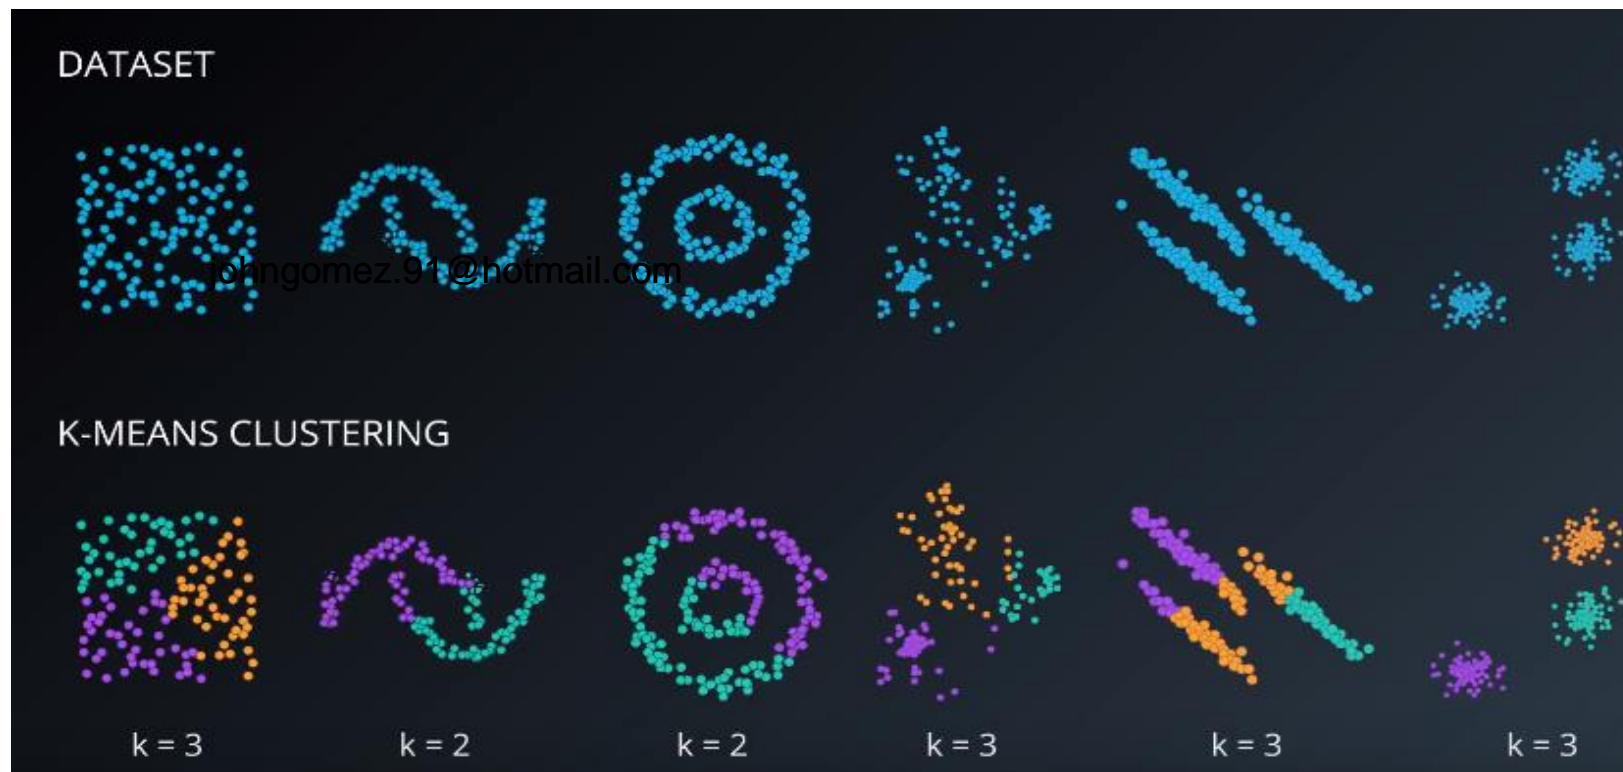 DATASET
johngomez.91@hotmail.com
K-MEANS CLUSTERING
k = 3
k = 2
k = 2
k = 3
k = 3
k = 3